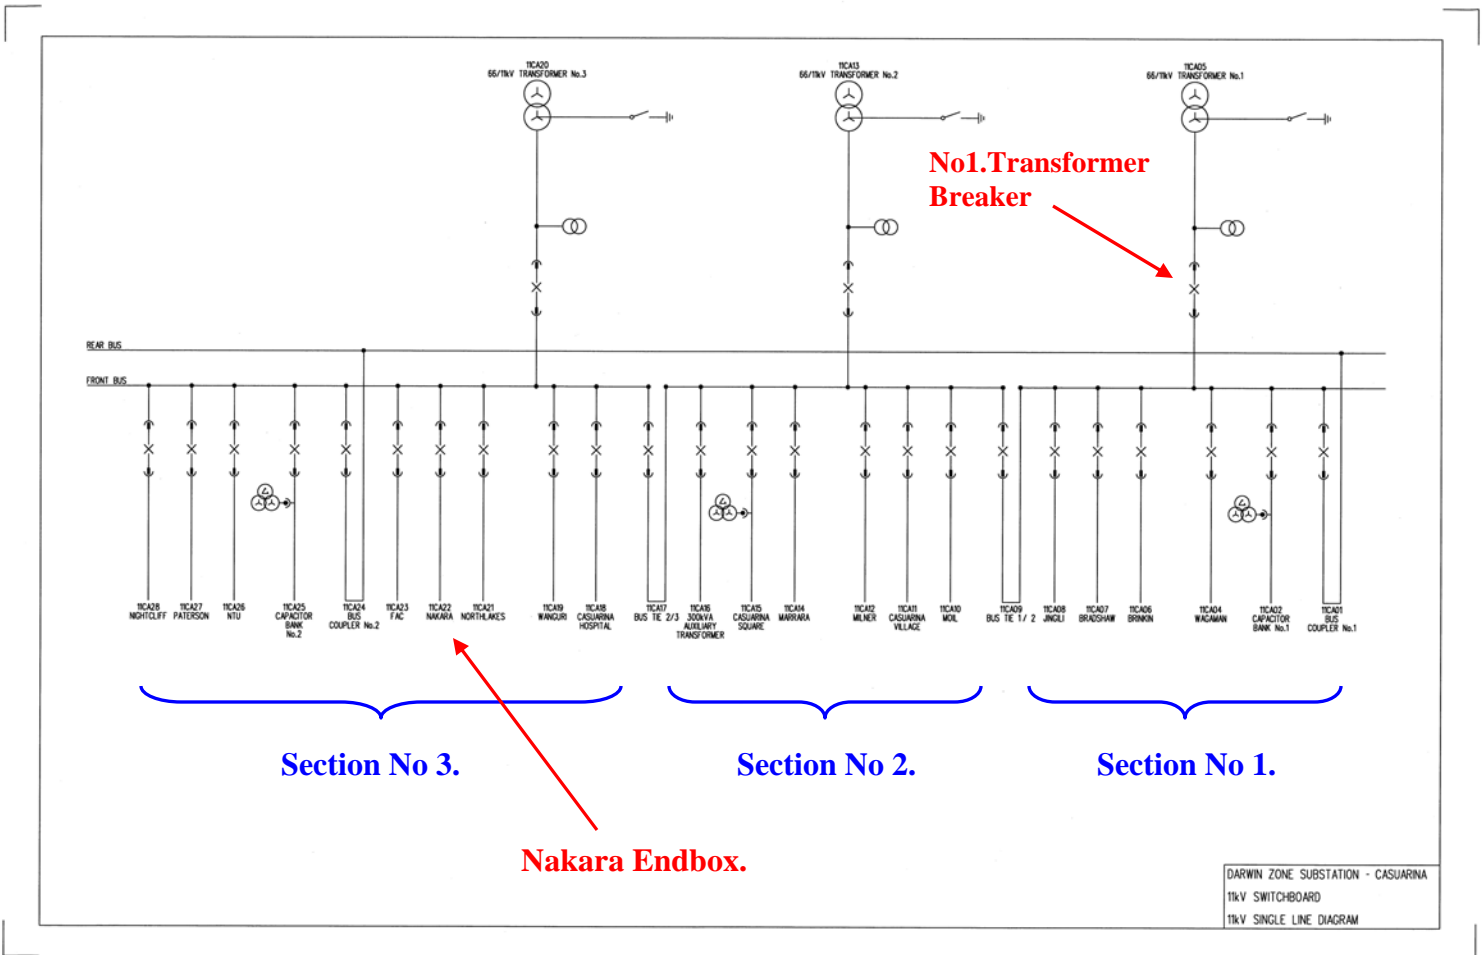 11CA20
66/11kV TRANSFORMER No.3
11CA13
66/11kV TRANSFORMER No.2
11CA05
66/11kV TRANSFORMER No.1
No1.Transformer
Breaker
REAR BUS
FRONT BUS
11CA28
NIGHTCLIFF
11CA27
PATERSON
11CA26
NTU
11CA25
CAPACITOR
BANK
No.2
11CA24
BUS
COUPLER No.2
11CA23
FAC
11CA22
NAKARA
11CA21
NORTHLAKES
11CA19
WANGURI
11CA18
CASUARINA
HOSPITAL
11CA17
BUS TIE 2/3
11CA16
300kVA
AUXILIARY
TRANSFORMER
11CA15
CASUARINA
SQUARE
11CA14
MARRARA
11CA12
MILNER
11CA11
CASUARINA
VILLAGE
11CA10
MOIL
11CA09
BUS TIE 1/ 2
11CA08
JINGILI
11CA07
BRADSHAW
11CA06
BRINKIN
11CA04
WAGAMAN
11CA02
CAPACITOR
BANK No.1
11CA01
BUS
COUPLER No.1
Section No 3.
Section No 2.
Section No 1.
Nakara Endbox.
DARWIN ZONE SUBSTATION - CASUARINA
11kV SWITCHBOARD
11kV SINGLE LINE DIAGRAM